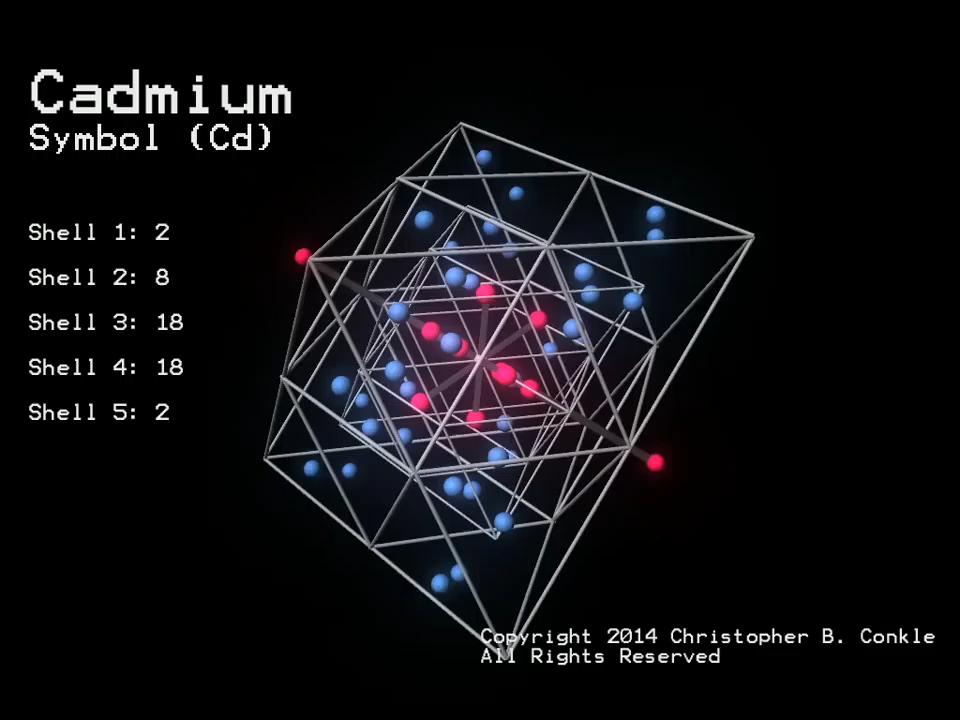 Cadmium
Symbol (Cd)
Shell 1: 2
Shell 2: 8
Shell 3: 18
Shell 4: 18
Shell 5: 2
Copyright 2014 Christopher B. Conkle
All Rights Reserved